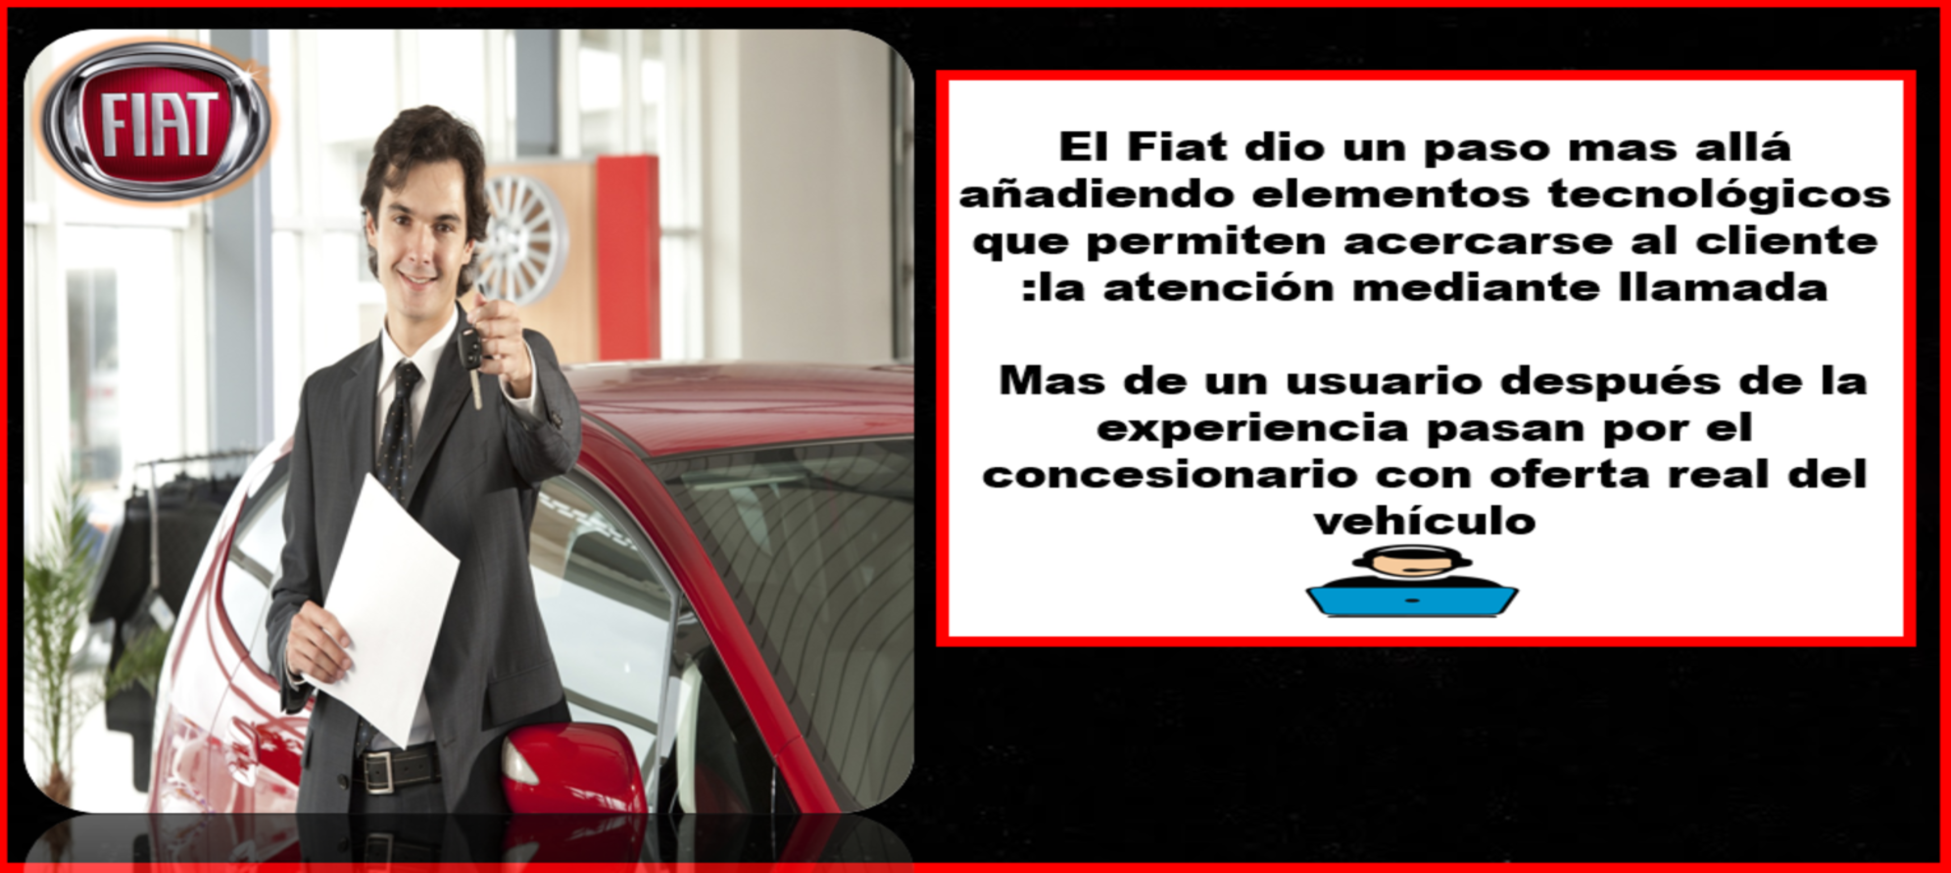 FIAT
El Fiat dio un paso mas allá
añadiendo elementos tecnológicos
que permiten acercarse al cliente
:la atención mediante llamada
Mas de un usuario después de la
experiencia pasan por el
concesionario con oferta real del
vehículo